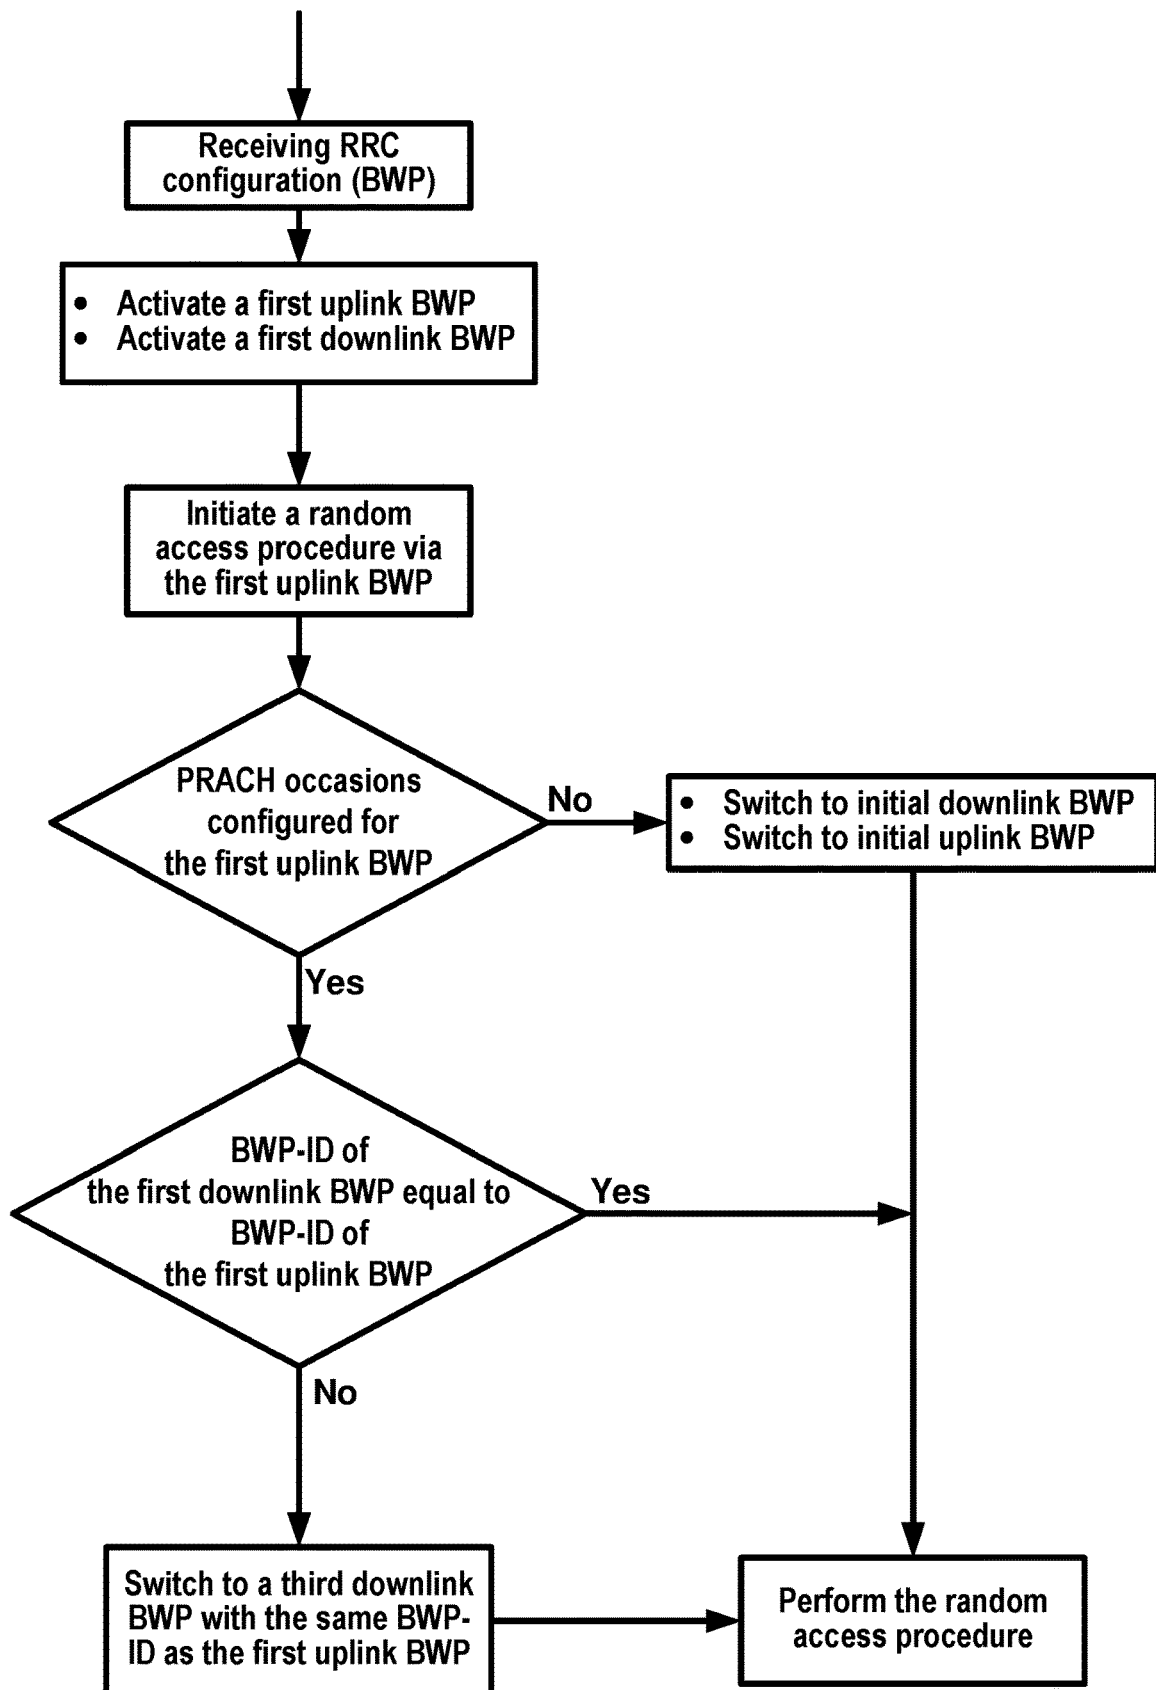 Receiving RRC
configuration (BWP)
• Activate a first uplink BWP
• Activate a first downlink BWP
Initiate a random
access procedure via
the first uplink BWP
PRACH occasions
configured for
the first uplink BWP
No
• Switch to initial downlink BWP
• Switch to initial uplink BWP
Yes
BWP-ID of
the first downlink BWP equal to
BWP-ID of
the first uplink BWP
Yes
No
Switch to a third downlink
BWP with the same BWP-
ID as the first uplink BWP
Perform the random
access procedure